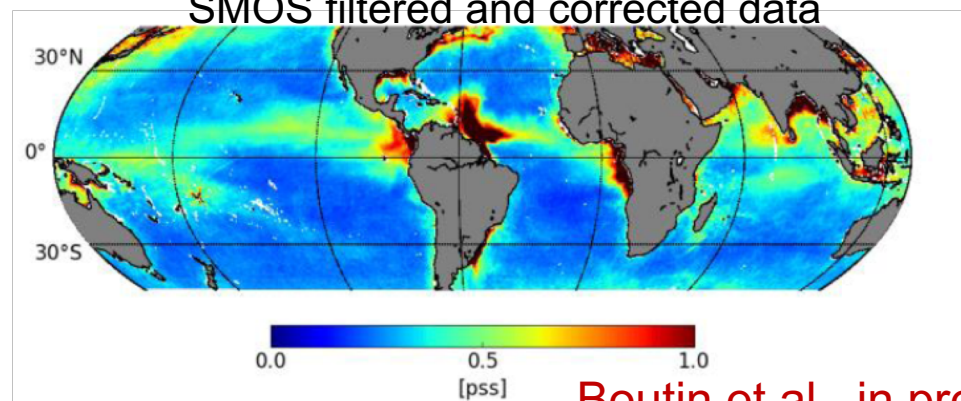 SMOS filtered and corrected data
30°N
0°
30°S
0.0 0.5 1.0
[pss]
Boutin et al., in